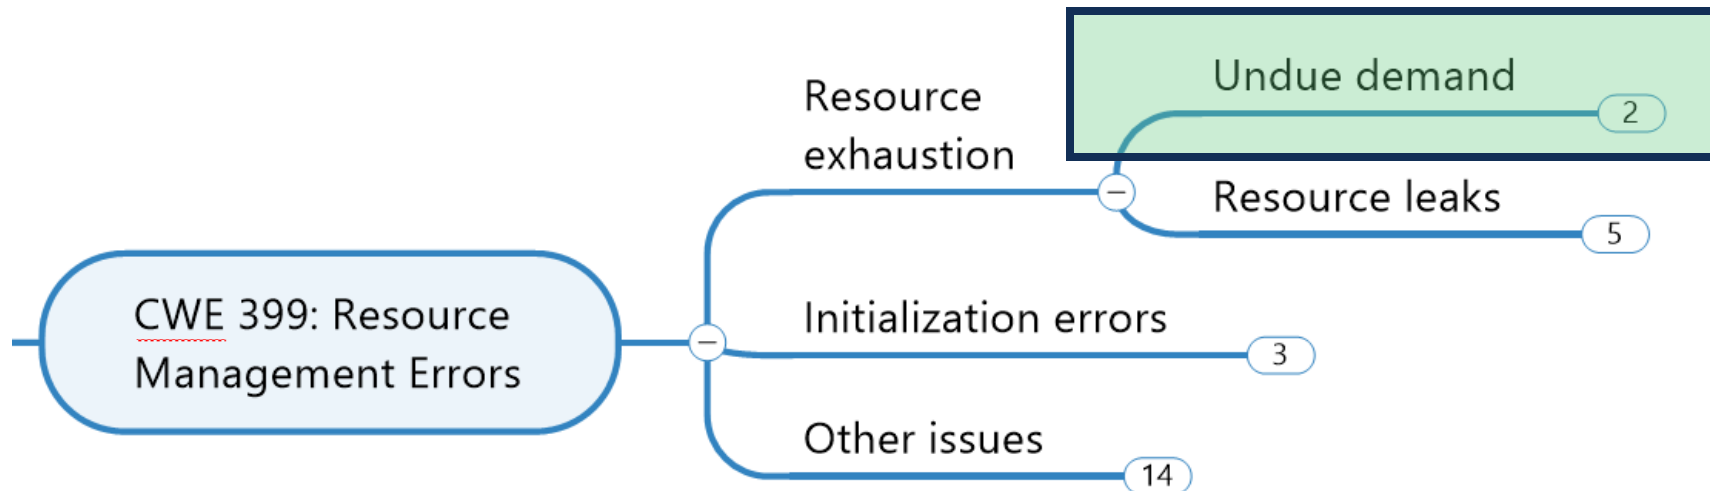 Undue demand
2
Resource
exhaustion
Resource leaks
5
CWE 399: Resource
Management Errors
Initialization errors
3
Other issues
14